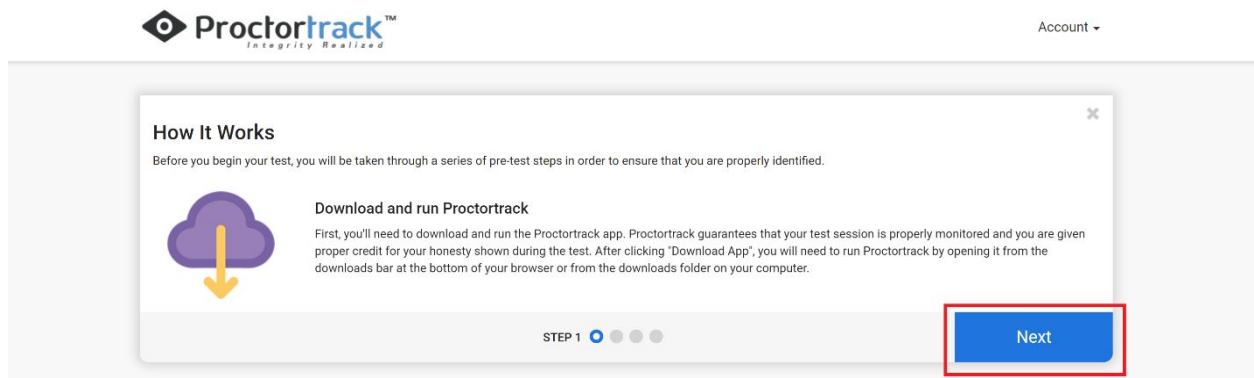 Proctortrack™
Integrity Realized
Account
How It Works
Before you begin your test, you will be taken through a series of pre-test steps in order to ensure that you are properly identified.
Download and run Proctortrack
First, you'll need to download and run the Proctortrack app. Proctortrack guarantees that your test session is properly monitored and you are given
proper credit for your honesty shown during the test. After clicking "Download App", you will need to run Proctortrack by opening it from the
downloads bar at the bottom of your browser or from the downloads folder on your computer.
STEP 1
Next